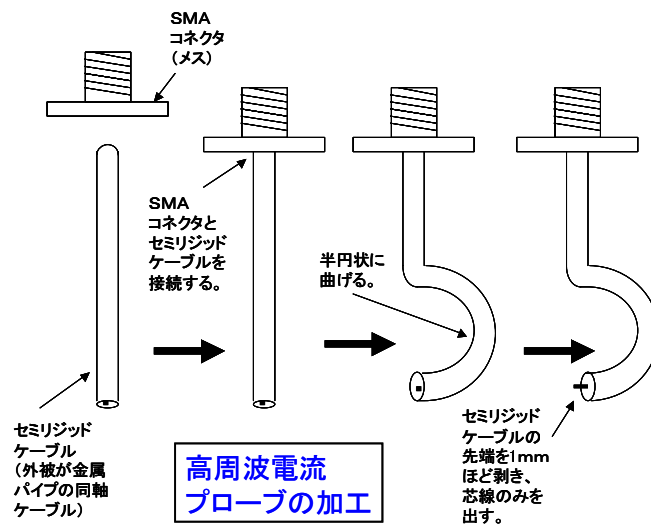 SMA
コネクタ
(メス)
SMA
コネクタと
セミリジッド
ケーブルを
接続する。
半円状に
曲げる。
セミリジッド
ケーブル
(外被が金属
パイプの同軸
ケーブル)
セミリジッド
ケーブルの
先端を1mm
ほど剥き、
芯線のみを
出す。
高周波電流
プローブの加工